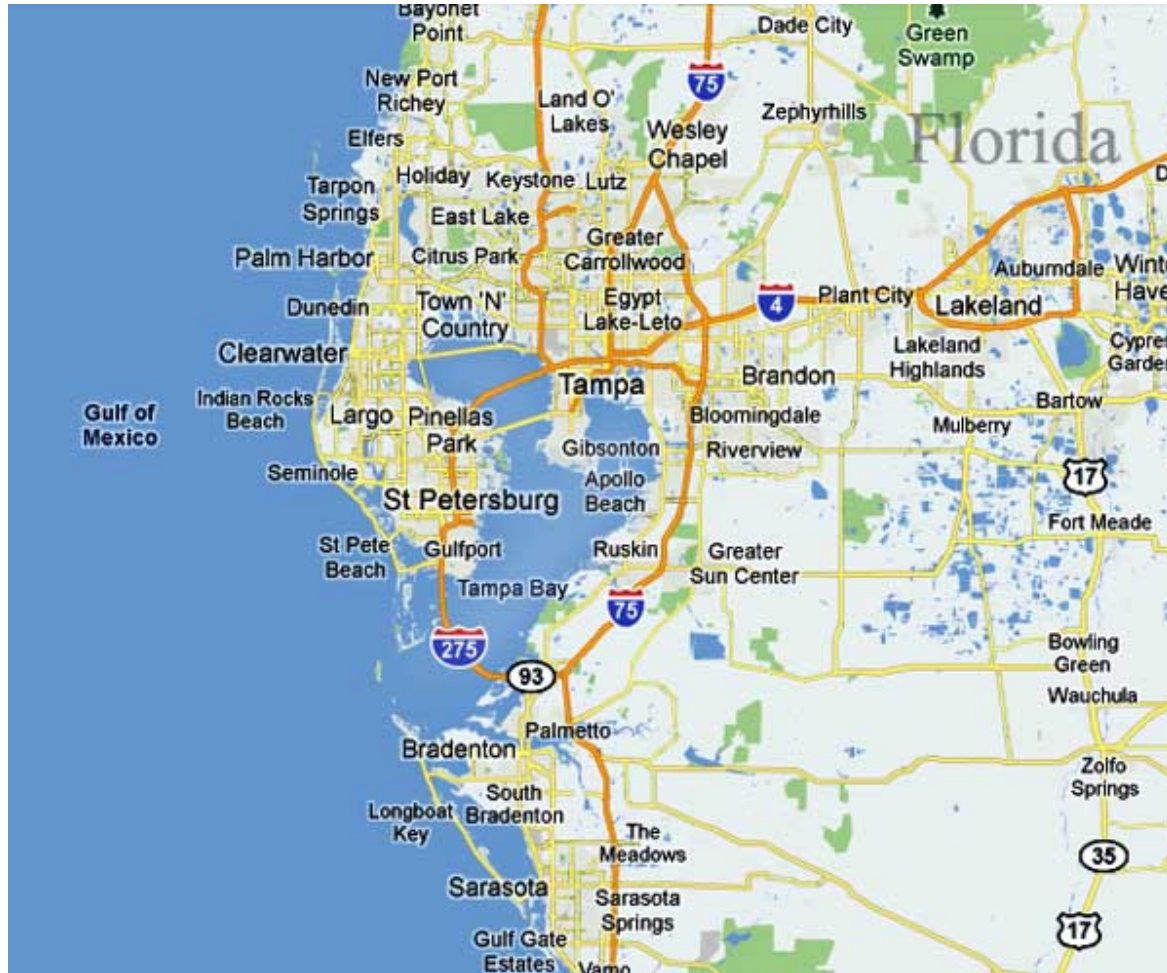 Bayonet
Point
Dade City
Green
Swamp
New Port
Richey
75
Land O'
Lakes
Zephyrhills
Wesley
Chapel
Florida
Elfers
Holiday
Keystone
Lutz
Tarpon
Springs
East Lake
Greater
Carrollwood
Palm Harbor
Citrus Park
Auburndale
Dunedin
Town 'N'
Country
Egypt
Lake-Leto
4
Plant City
Lakeland
Clearwater
Lakeland
Highlands
Tampa
Brandon
Indian Rocks
Beach
Gulf of
Mexico
Largo
Pinellas
Park
Bloomingdale
Bartow
Mulberry
Gibsonton
Riverview
Seminole
Apollo
Beach
17
St Petersburg
Fort Meade
St Pete
Beach
Gulfport
Ruskin
Greater
Sun Center
Tampa Bay
75
275
93
Bowling
Green
Wauchula
Palmetto
Bradenton
Zolfo
Springs
Longboat
Key
South
Bradenton
The
Meadows
35
Sarasota
Sarasota
Springs
17
Gulf Gate
Estates
Vamo